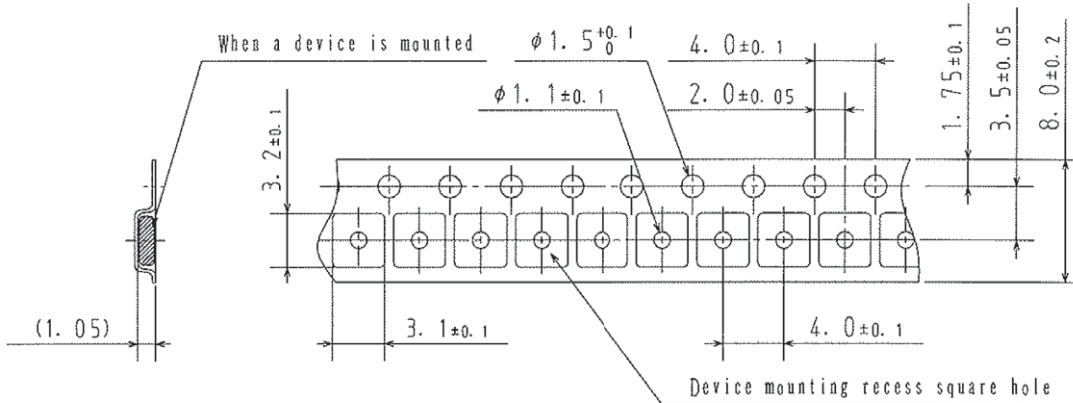 When a device is mounted
φ1.5 +0.1 0
4.0±0.1
φ1.1±0.1
2.0±0.05
1.75±0.1
3.5±0.05
8.0±0.2
3.2±0.1
(1.05)
3.1±0.1
4.0±0.1
Device mounting recess square hole